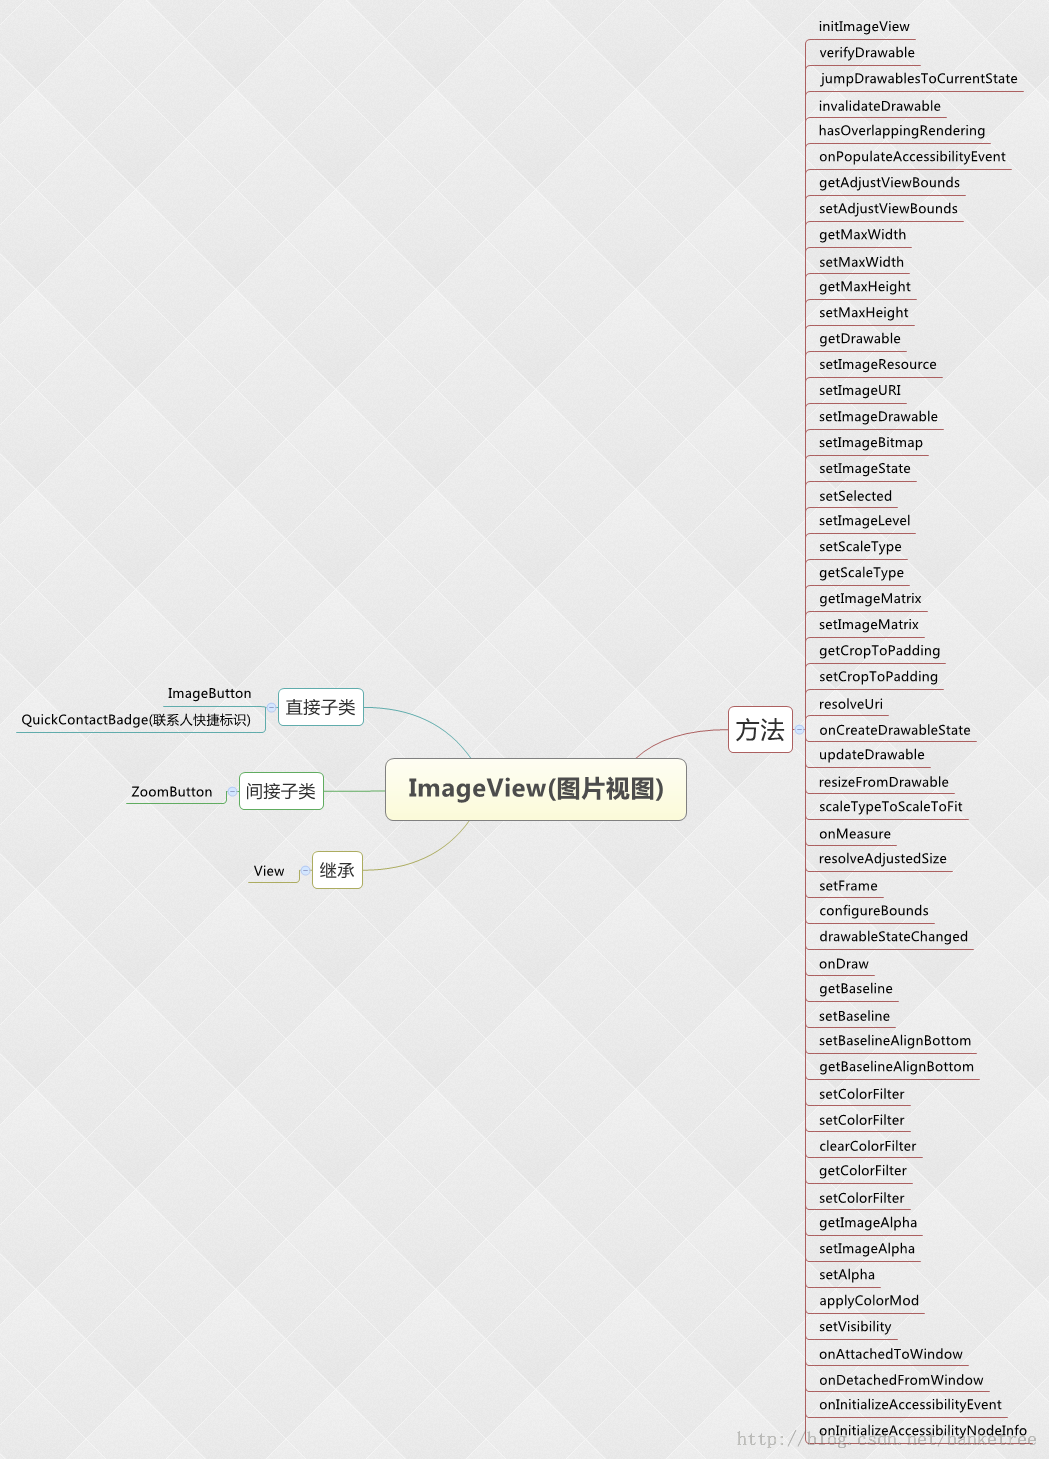 ImageView(图片视图)
直接子类
ImageButton
QuickContactBadge(联系人快捷标识)
间接子类
ZoomButton
继承
View
方法
initImageView
verifyDrawable
jumpDrawablesToCurrentState
invalidateDrawable
hasOverlappingRendering
onPopulateAccessibilityEvent
getAdjustViewBounds
setAdjustViewBounds
getMaxWidth
setMaxWidth
getMaxHeight
setMaxHeight
getDrawable
setImageResource
setImageURI
setImageDrawable
setImageBitmap
setImageState
setSelected
setImageLevel
setScaleType
getScaleType
getImageMatrix
setImageMatrix
getCropToPadding
setCropToPadding
resolveUri
onCreateDrawableState
updateDrawable
resizeFromDrawable
scaleTypeToScaleToFit
onMeasure
resolveAdjustedSize
setFrame
configureBounds
drawableStateChanged
onDraw
getBaseline
setBaseline
setBaselineAlignBottom
getBaselineAlignBottom
setColorFilter
setColorFilter
clearColorFilter
getColorFilter
setColorFilter
getImageAlpha
setImageAlpha
setAlpha
applyColorMod
setVisibility
onAttachedToWindow
onDetachedFromWindow
onInitializeAccessibilityEvent
onInitializeAccessibilityNodeInfo
http://blog.csdn.net/banketree